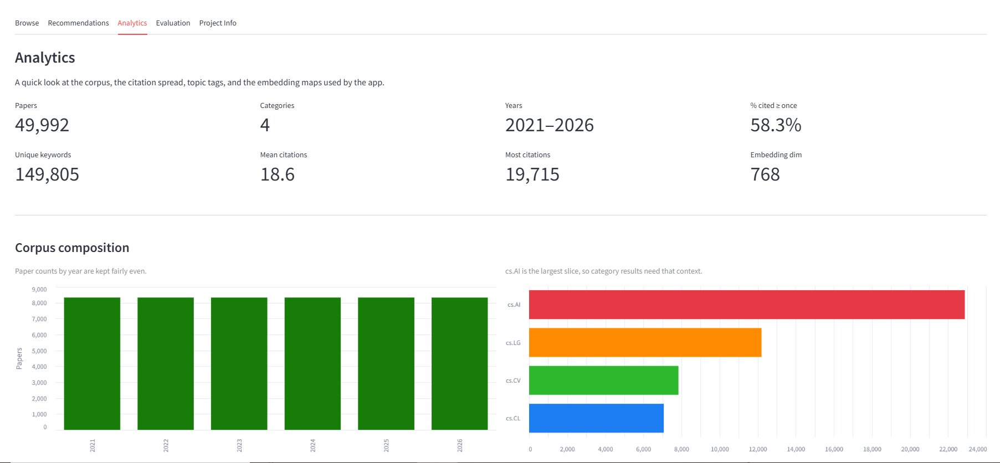 Browse Recommendations Analytics Evaluation Project Info
Analytics
A quick look at the corpus, the citation spread, topic tags, and the embedding maps used by the app.
Papers Categories Years % cited ≥ once
49,992 4 2021–2026 58.3%
Unique keywords Mean citations Most citations Embedding dim
149,805 18.6 19,715 768
Corpus composition
Paper counts by year are kept fairly even.
Papers
9,000
8,000
7,000
6,000
5,000
4,000
3,000
2,000
1,000
0
2021 2022 2023 2024 2025 2026
cs.AI is the largest slice, so category results need that context.
cs.AI
cs.LG
cs.CV
cs.CL
0 2,000 4,000 6,000 8,000 10,000 12,000 14,000 16,000 18,000 20,000 22,000 24,000